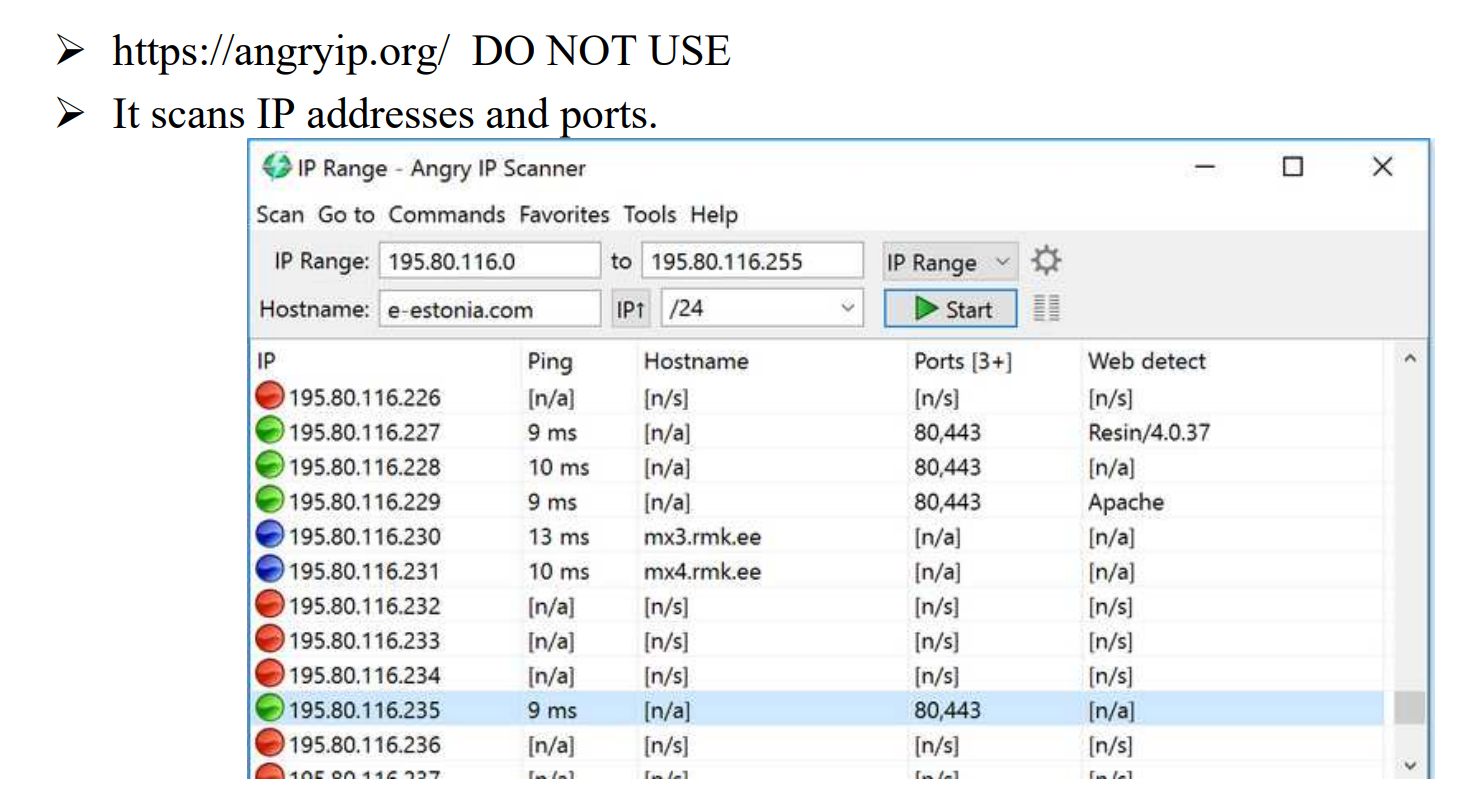 ➢ https://angryip.org/ DO NOT USE
➢ It scans IP addresses and ports.
IP Range - Angry IP Scanner
Scan Go to Commands Favorites Tools Help
IP Range: 195.80.116.0 to 195.80.116.255 IP Range
Hostname: e-estonia.com IP↑ /24 Start
IP Ping Hostname Ports [3+] Web detect
195.80.116.226 [n/a] [n/s] [n/s] [n/s]
195.80.116.227 9 ms [n/a] 80,443 Resin/4.0.37
195.80.116.228 10 ms [n/a] 80,443 [n/a]
195.80.116.229 9 ms [n/a] 80,443 Apache
195.80.116.230 13 ms mx3.rmk.ee [n/a] [n/a]
195.80.116.231 10 ms mx4.rmk.ee [n/a] [n/a]
195.80.116.232 [n/a] [n/s] [n/s] [n/s]
195.80.116.233 [n/a] [n/s] [n/s] [n/s]
195.80.116.234 [n/a] [n/s] [n/s] [n/s]
195.80.116.235 9 ms [n/a] 80,443 [n/a]
195.80.116.236 [n/a] [n/s] [n/s] [n/s]
195.80.116.237 [n/a] [n/s] [n/s] [n/s]